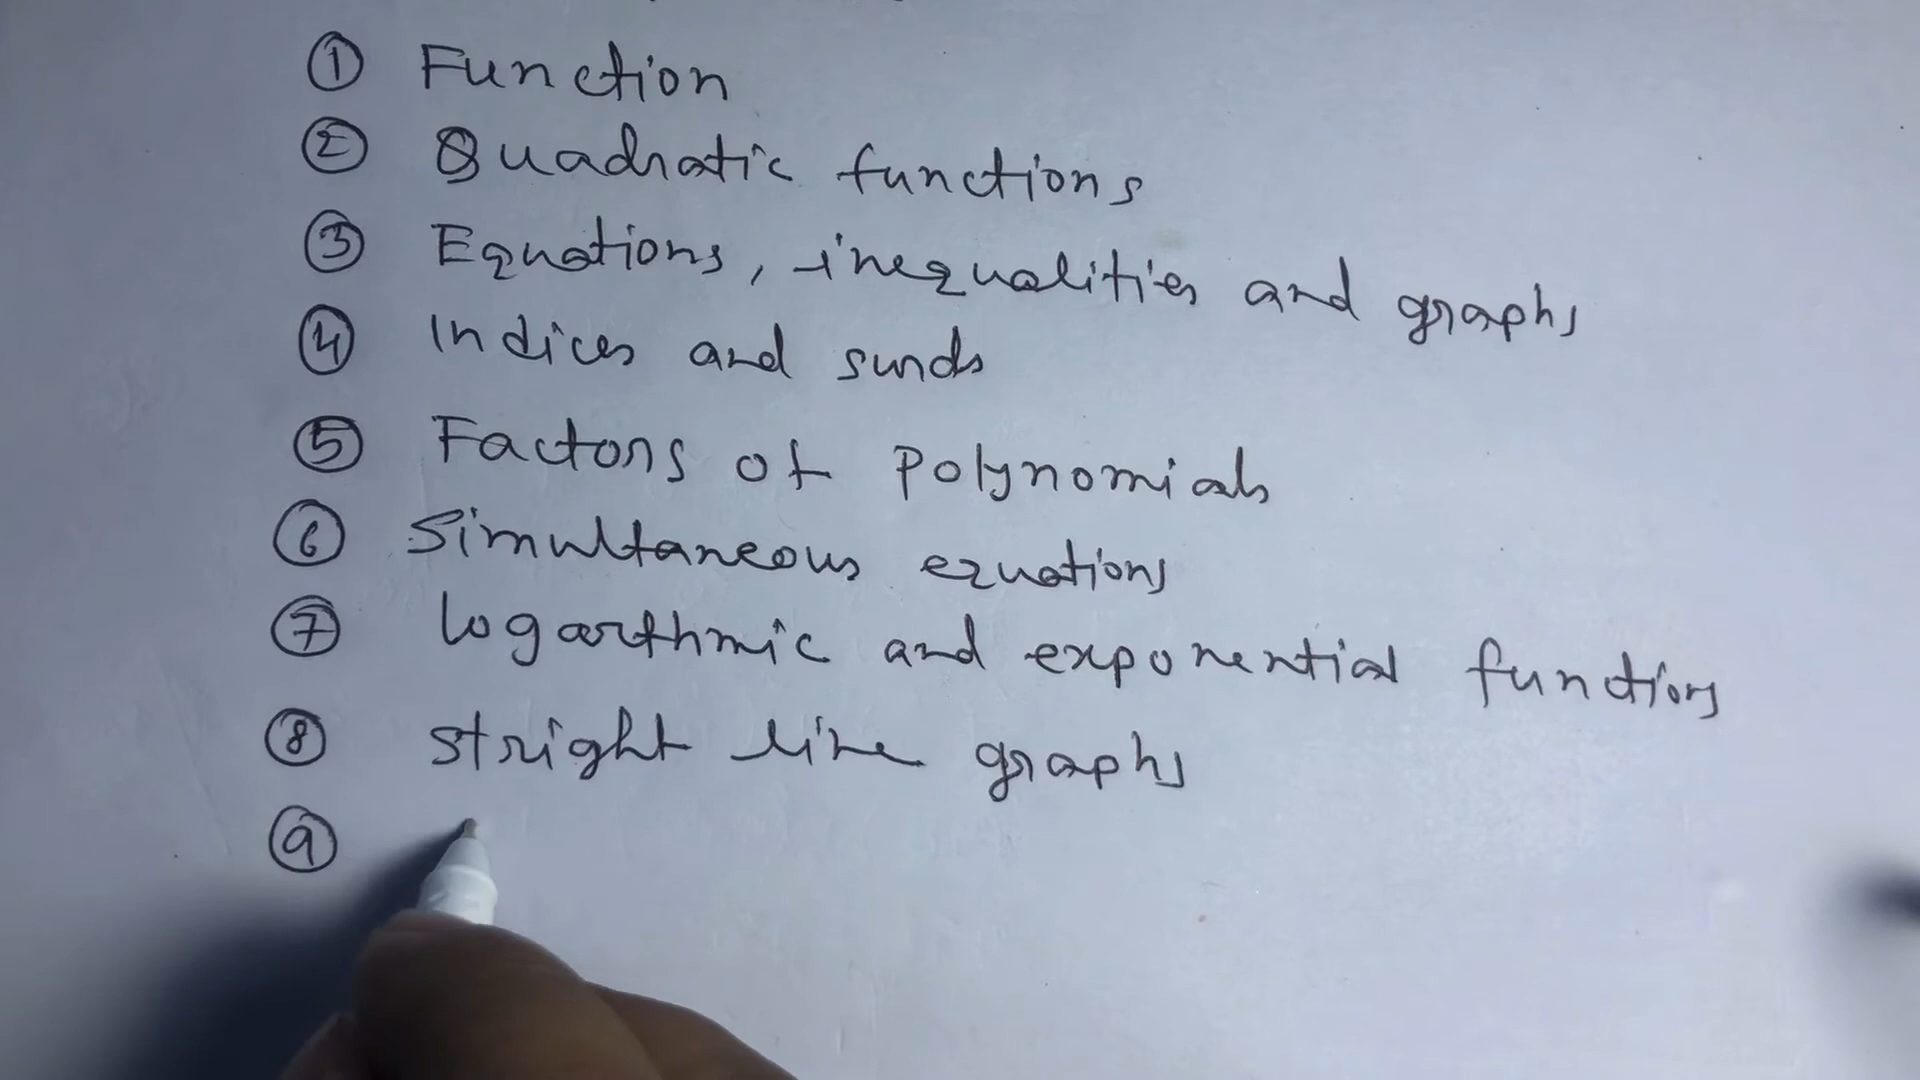 ① Function
② Quadratic functions
③ Equations, inequalities and graphs
④ Indices and surds
⑤ Factors of Polynomials
⑥ Simultaneous equations
⑦ logarithmic and exponential functions
⑧ stright line graphs
⑨